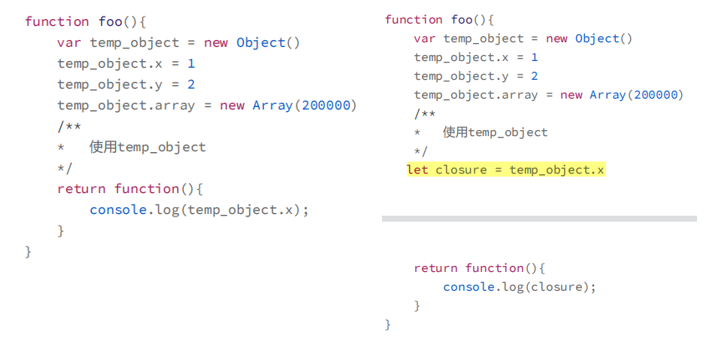 function foo(){
    var temp_object = new Object()
    temp_object.x = 1
    temp_object.y = 2
    temp_object.array = new Array(200000)
    /**
    *   使用temp_object
    */
    return function(){
        console.log(temp_object.x);
    }
}
function foo(){
    var temp_object = new Object()
    temp_object.x = 1
    temp_object.y = 2
    temp_object.array = new Array(200000)
    /**
    *   使用temp_object
    */
   let closure = temp_object.x
    return function(){
        console.log(closure);
    }
}